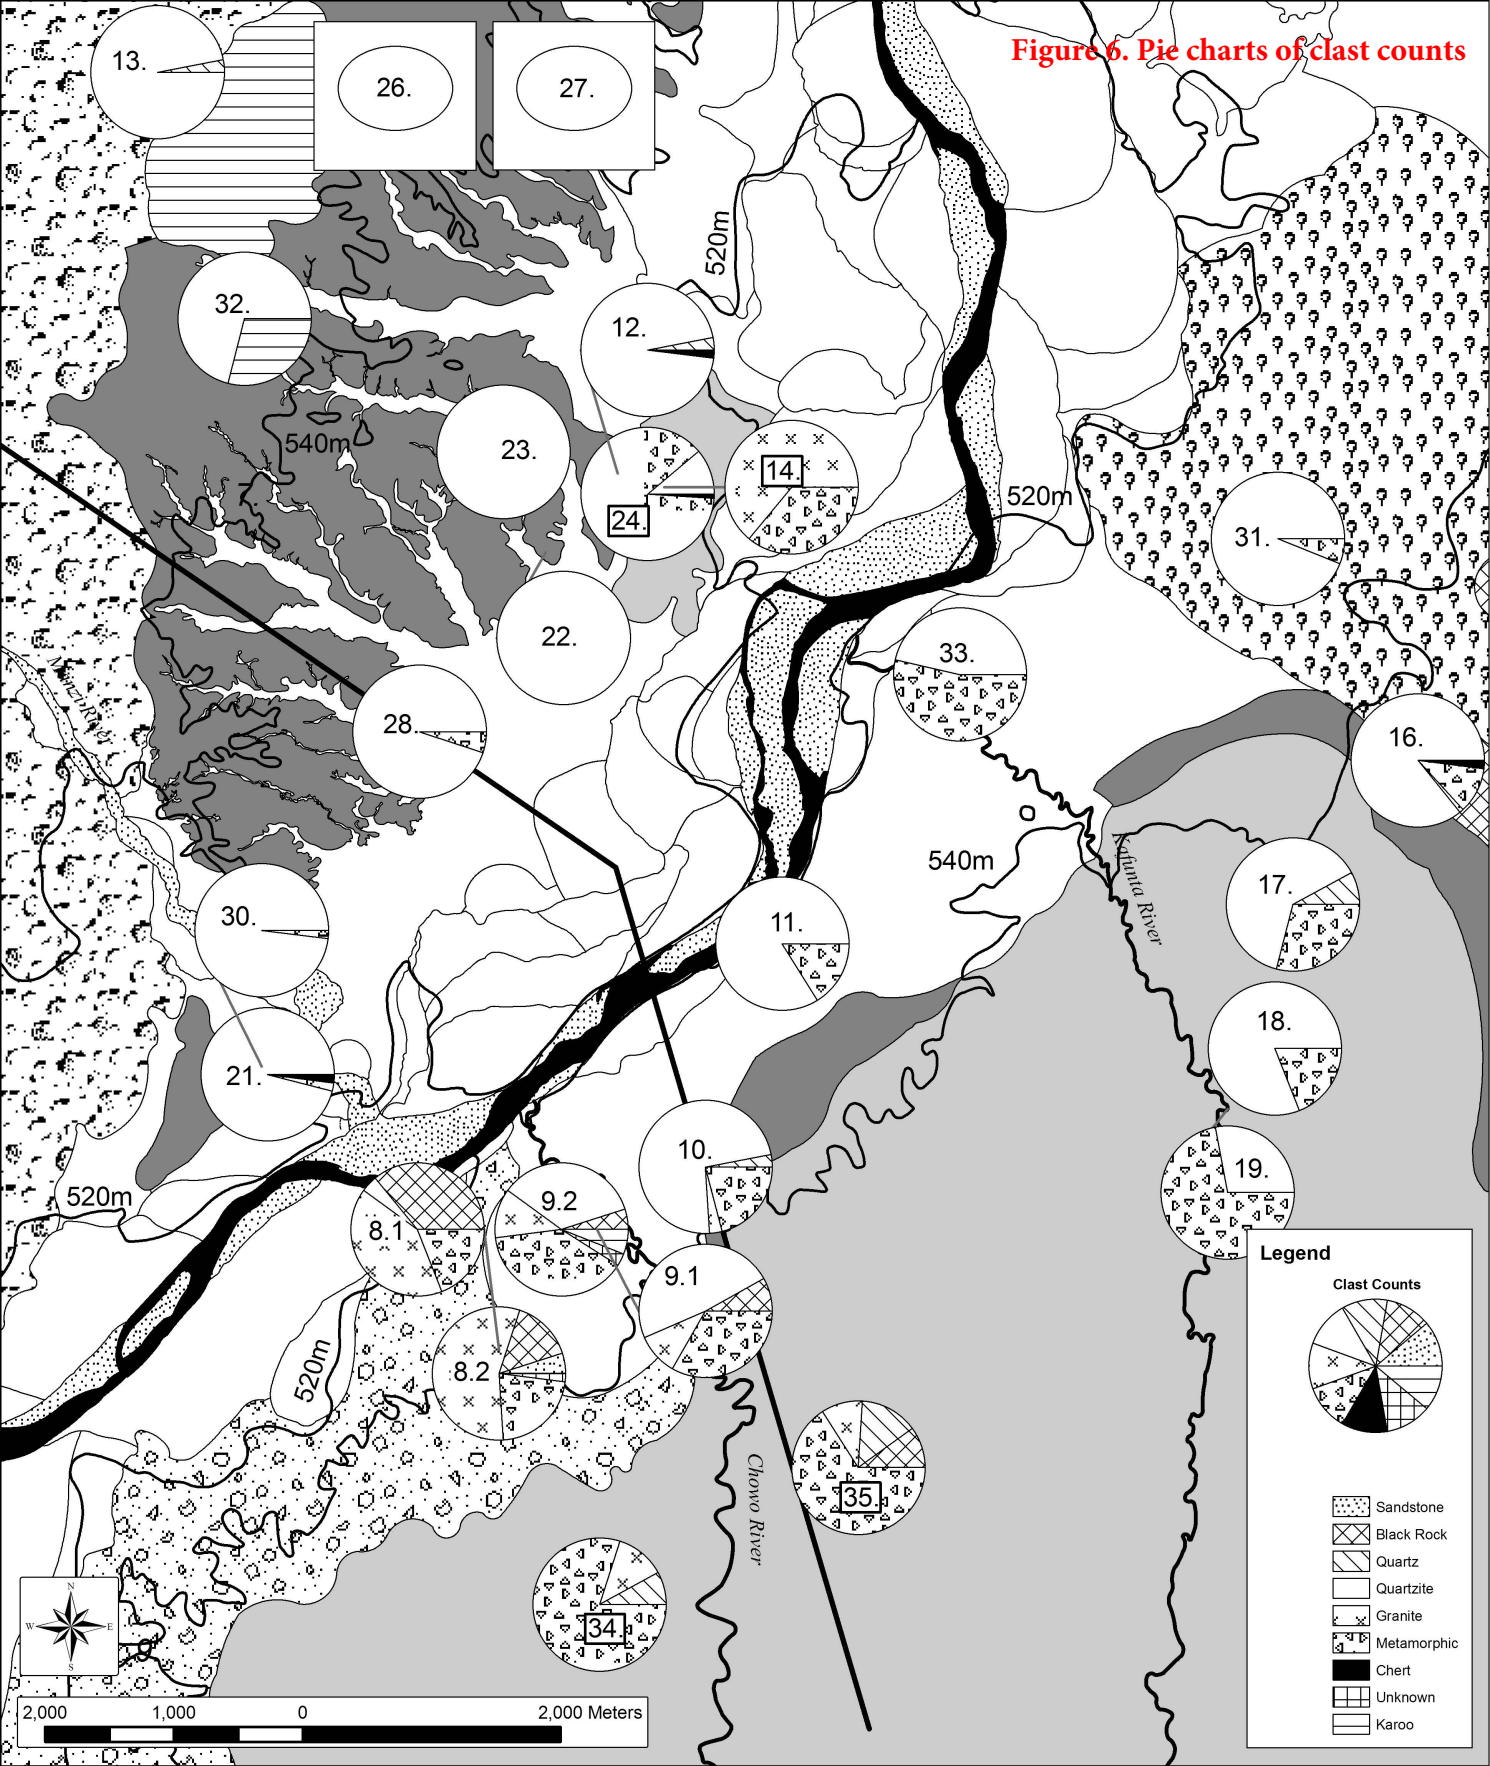 Figure 6. Pie charts of clast counts
13.
26.
27.
520m
32.
12.
540m
23.
14.
24.
520m
31.
22.
33.
28.
16.
540m
Kafunta River
17.
30.
11.
18.
21.
10.
19.
520m
9.2
8.1
9.1
520m
8.2
35.
Chowo River
34.
Legend
Clast Counts
Sandstone
Black Rock
Quartz
Quartzite
Granite
Metamorphic
Chert
Unknown
Karoo
N
W
E
S
2,000
1,000
0
2,000 Meters